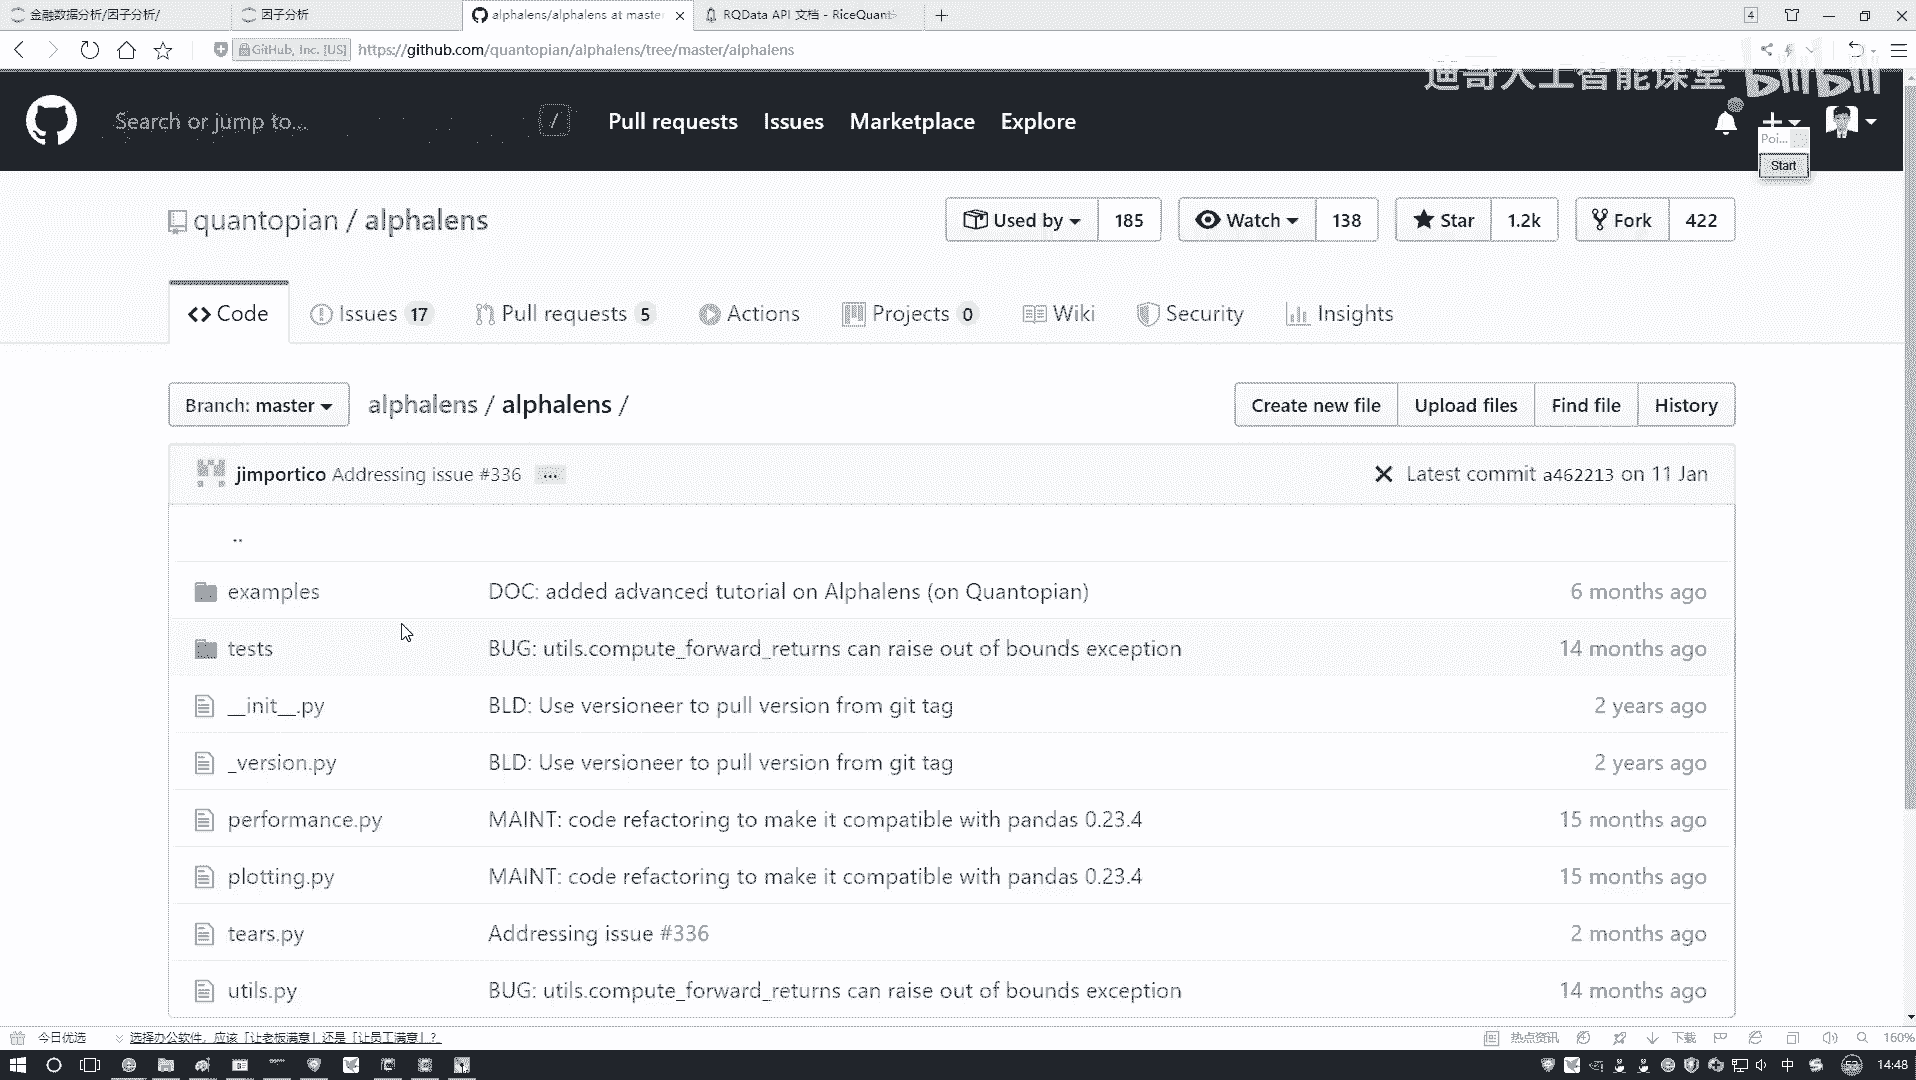 金融数据分析/因子分析/
因子分析
alphalens/alphalens at master
RQData API 文档 - RiceQuant
4
GitHub, Inc. [US]
https://github.com/quantopian/alphalens/tree/master/alphalens
迪哥人工智能课堂 bilibili
Search or jump to...
/
Pull requests
Issues
Marketplace
Explore
Poi...
Start
quantopian / alphalens
Used by 185
Watch 138
Star 1.2k
Fork 422
Code
Issues 17
Pull requests 5
Actions
Projects 0
Wiki
Security
Insights
Branch: master
alphalens / alphalens /
Create new file
Upload files
Find file
History
jimportico Addressing issue #336 ...
Latest commit a462213 on 11 Jan
..
examples DOC: added advanced tutorial on Alphalens (on Quantopian) 6 months ago
tests BUG: utils.compute_forward_returns can raise out of bounds exception 14 months ago
__init__.py BLD: Use versioneer to pull version from git tag 2 years ago
_version.py BLD: Use versioneer to pull version from git tag 2 years ago
performance.py MAINT: code refactoring to make it compatible with pandas 0.23.4 15 months ago
plotting.py MAINT: code refactoring to make it compatible with pandas 0.23.4 15 months ago
tears.py Addressing issue #336 2 months ago
utils.py BUG: utils.compute_forward_returns can raise out of bounds exception 14 months ago
今日优选
选择办公软件，应该「让老板满意」还是「让员工满意」？
热点资讯
下载
160%
中
53
14:48